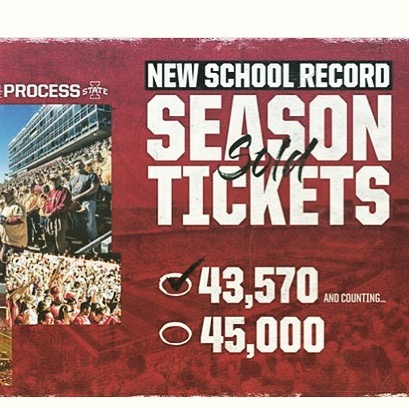 PROCESS STATE
NEW SCHOOL RECORD
SEASON
Sold
TICKETS
43,570 AND COUNTING...
45,000